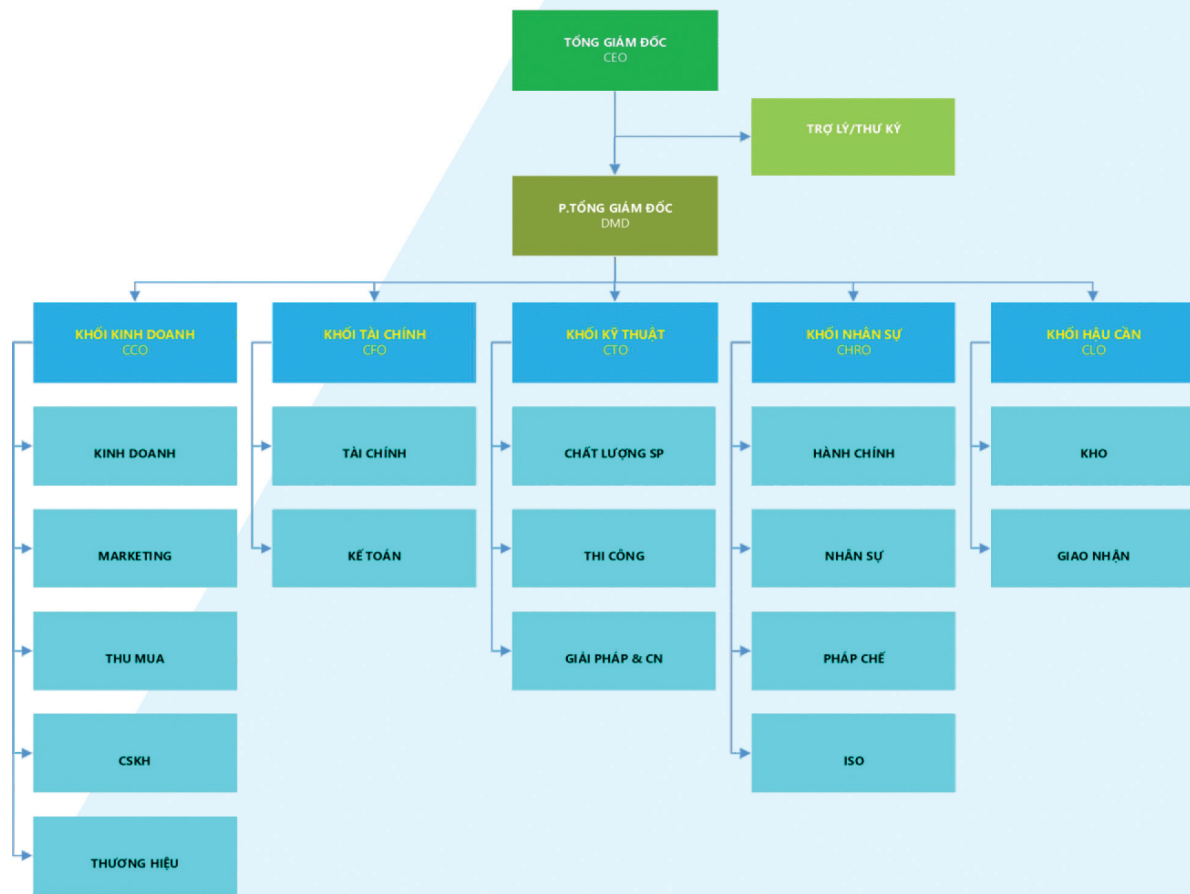 TỔNG GIÁM ĐỐC
CEO
TRỢ LÝ/THƯ KÝ
P.TỔNG GIÁM ĐỐC
DMD
KHỐI KINH DOANH
CCO
KHỐI TÀI CHÍNH
CFO
KHỐI KỸ THUẬT
CTO
KHỐI NHÂN SỰ
CHRO
KHỐI HẬU CẦN
CLO
KINH DOANH
TÀI CHÍNH
CHẤT LƯỢNG SP
HÀNH CHÍNH
KHO
MARKETING
KẾ TOÁN
THI CÔNG
NHÂN SỰ
GIAO NHẬN
THU MUA
GIẢI PHÁP & CN
PHÁP CHẾ
CSKH
ISO
THƯƠNG HIỆU